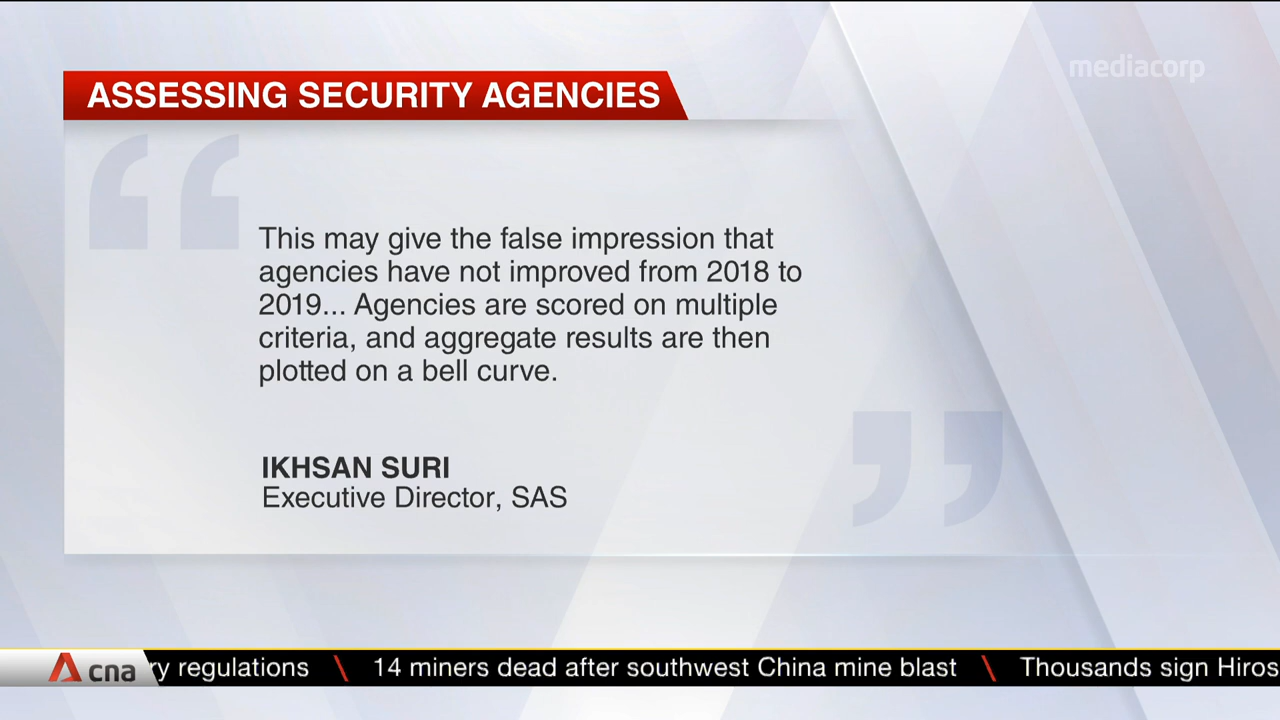 mediacorp
ASSESSING SECURITY AGENCIES
This may give the false impression that
agencies have not improved from 2018 to
2019... Agencies are scored on multiple
criteria, and aggregate results are then
plotted on a bell curve.
IKHSAN SURI
Executive Director, SAS
cna ry regulations \ 14 miners dead after southwest China mine blast \ Thousands sign Hiros